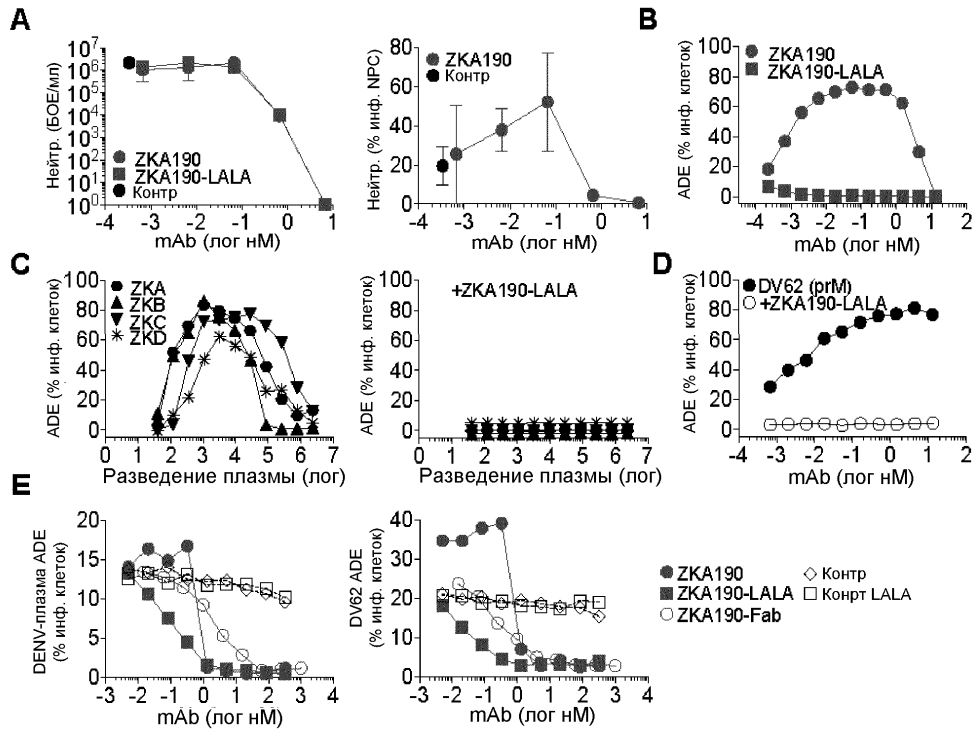 A
Нейтр. (БОЕ/мл)
10^7
10^6
10^5
10^4
10^3
10^2
10^1
10^0
ZKA190
ZKA190-LALA
Контр
-4 -3 -2 -1 0 1
mAb (лог нМ)
Нейтр. (% инф. NPC)
80
60
40
20
0
ZKA190
Контр
-4 -3 -2 -1 0 1
mAb (лог нМ)
B
ADE (% инф. клеток)
100
80
60
40
20
0
ZKA190
ZKA190-LALA
-4 -3 -2 -1 0 1 2
mAb (лог нМ)
C
ADE (% инф. клеток)
100
80
60
40
20
0
ZKA
ZKB
ZKC
ZKD
0 1 2 3 4 5 6 7
Разведение плазмы (лог)
ADE (% инф. клеток)
100
80
60
40
20
0
+ZKA190-LALA
0 1 2 3 4 5 6 7
Разведение плазмы (лог)
D
ADE (% инф. клеток)
100
80
60
40
20
0
DV62 (prM)
+ZKA190-LALA
-4 -3 -2 -1 0 1 2
mAb (лог нМ)
E
DENV-плазма ADE
(% инф. клеток)
20
15
10
5
0
-3 -2 -1 0 1 2 3 4
mAb (лог нМ)
DV62 ADE
(% инф. клеток)
40
30
20
10
0
-3 -2 -1 0 1 2 3 4
mAb (лог нМ)
ZKA190
ZKA190-LALA
ZKA190-Fab
Контр
Конрт LALA